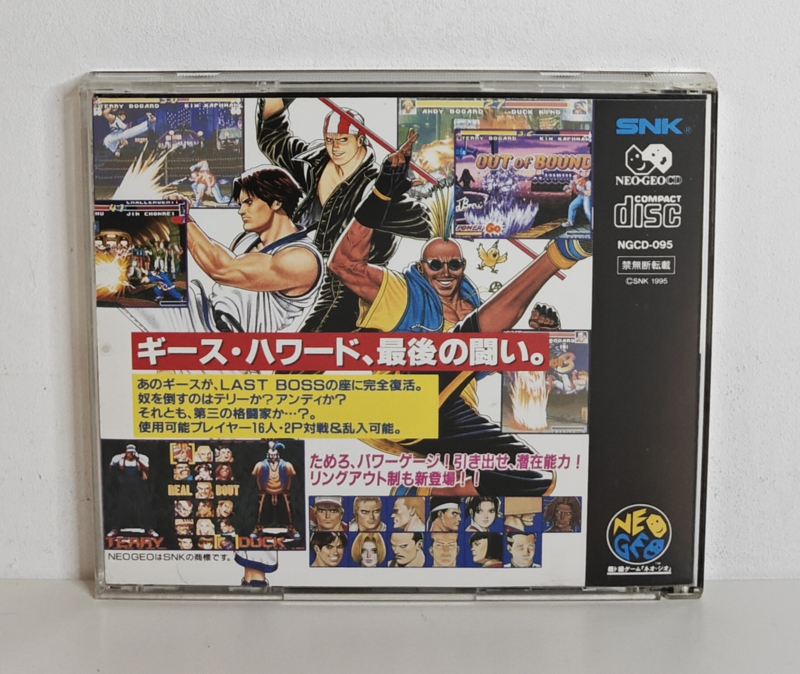 TERRY BOGARD
KIM KAPHWAN
ANDY BOGARD
DUCK KING
TERRY BOGARD
KIM KAPHWAN
OUT OF BOUND
SNK®
NEO•GEO CD
COMPACT
disc
NGCD-095
禁無断転載
©SNK 1995
JIN CHONREI
ギース・ハワード、最後の闘い。
あのギースが、LAST BOSSの座に完全復活。
奴を倒すのはテリーか?アンディか?
それとも、第三の格闘家か…?。
使用可能プレイヤー16人・2P対戦&乱入可能。
ためろ、パワーゲージ!引き出せ、潜在能力!
リングアウト制も新登場!!
REAL BOUT
TERRY
DUCK
NEOGEOはSNKの商標です。
NEO
GEO